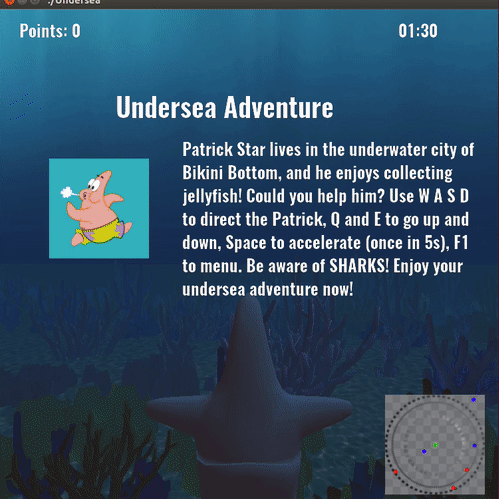 ./Undersea
Points: 0
01:30
Undersea Adventure
Patrick Star lives in the underwater city of
Bikini Bottom, and he enjoys collecting
jellyfish! Could you help him? Use W A S D
to direct the Patrick, Q and E to go up and
down, Space to accelerate (once in 5s), F1
to menu. Be aware of SHARKS! Enjoy your
undersea adventure now!